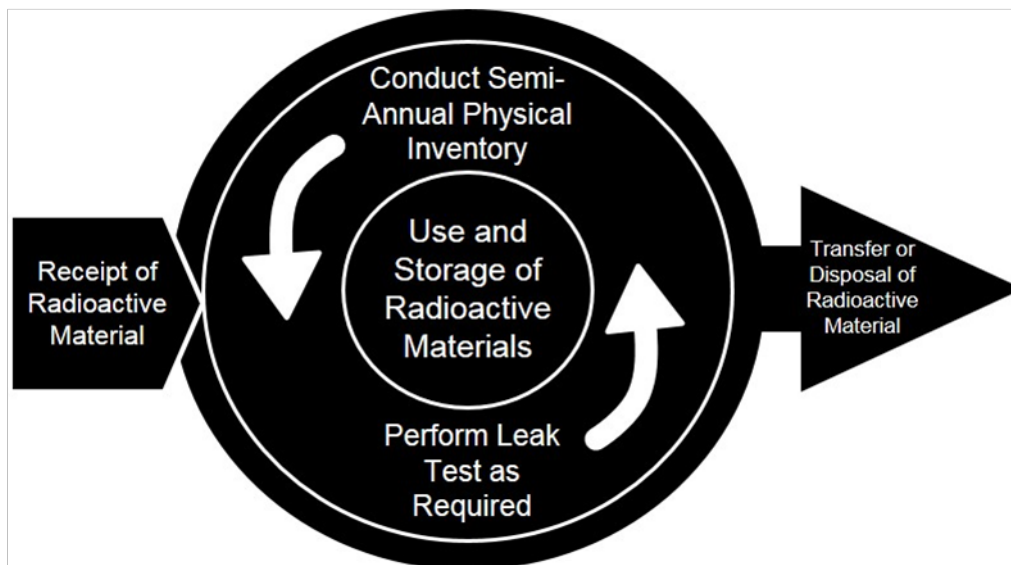 Receipt of
Radioactive
Material
Conduct Semi-
Annual Physical
Inventory
Use and
Storage of
Radioactive
Materials
Perform Leak
Test as
Required
Transfer or
Disposal of
Radioactive
Material